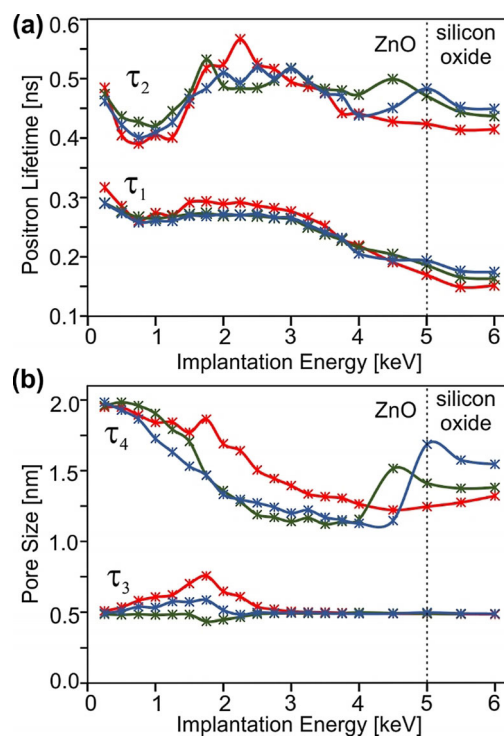 (a)
0.6
ZnO
silicon
oxide
τ2
0.5
0.4
Positron Lifetime [ns]
0.3
τ1
0.2
0.1
0 1 2 3 4 5 6
Implantation Energy [keV]
(b)
2.0
ZnO
silicon
oxide
τ4
1.5
Pore Size [nm]
1.0
τ3
0.5
0.0
0 1 2 3 4 5 6
Implantation Energy [keV]